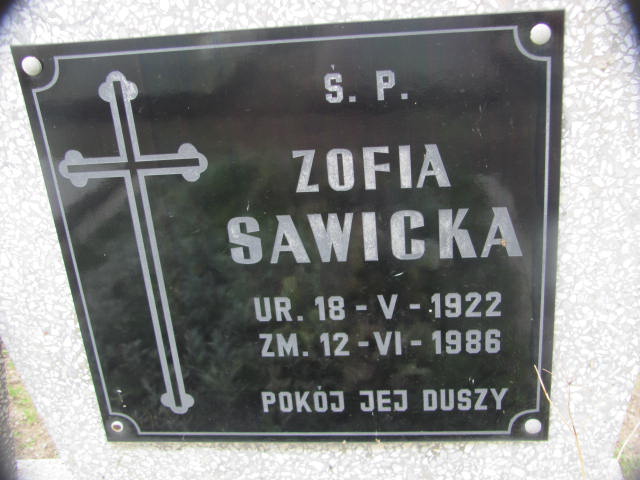 Ś. P.
ZOFIA
SAWICKA
UR. 18-V-1922
ZM. 12-VI-1986
POKÓJ JEJ DUSZY